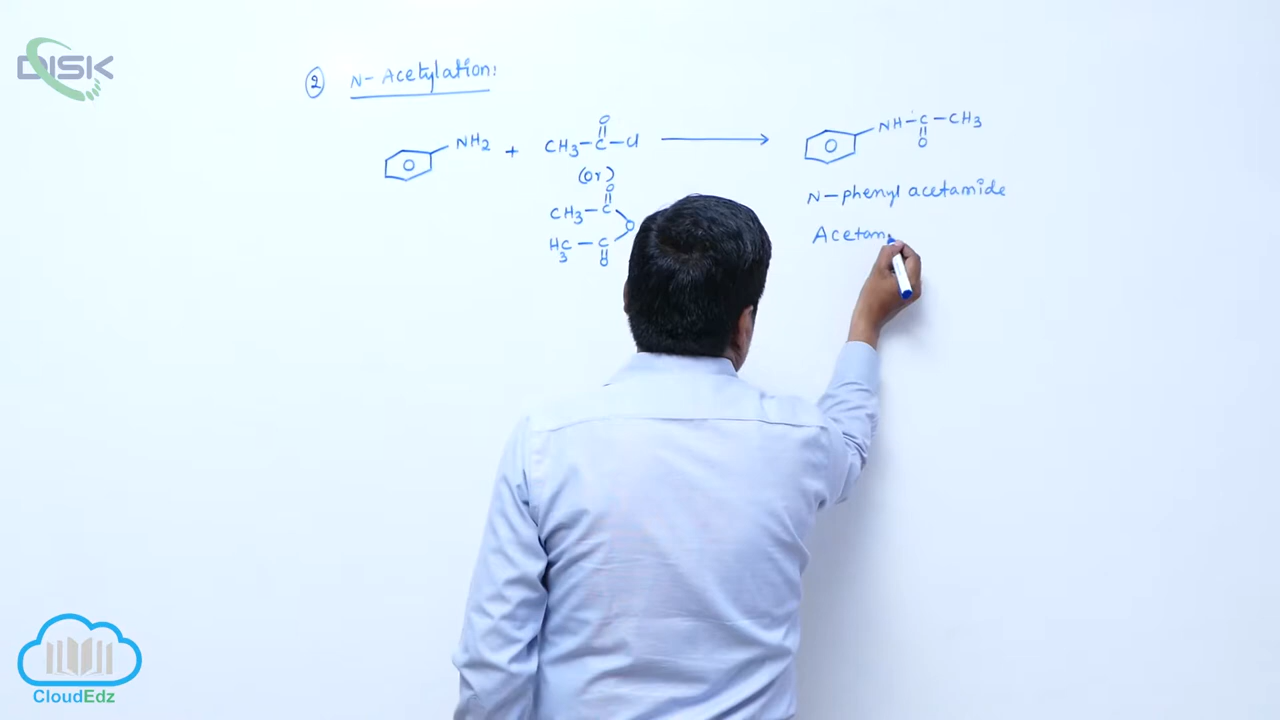 DISK
② N- Acetylation:
NH2 + CH3-C-Cl → NH-C-CH3
O
O
(Or)
O
CH3-C
O
H3C-C
O
N-phenyl acetamide
Acetan
CloudEdz